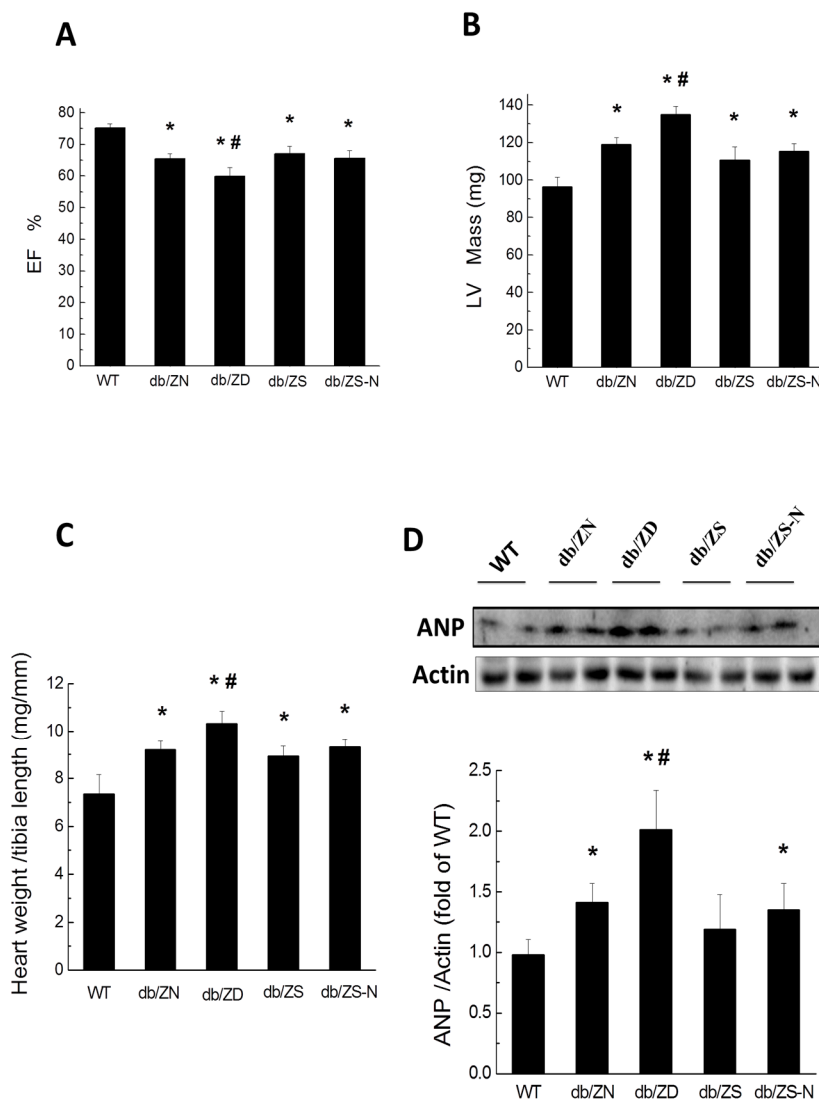 A
* * # * *
80
70
60
50
40
30
20
10
0
EF %
WT db/ZN db/ZD db/ZS db/ZS-N
B
* * # * *
140
120
100
80
60
40
20
0
LV Mass (mg)
WT db/ZN db/ZD db/ZS db/ZS-N
C
* * # * *
12
10
8
6
4
2
0
Heart weight /tibia length (mg/mm)
WT db/ZN db/ZD db/ZS db/ZS-N
D
WT db/ZN db/ZD db/ZS db/ZS-N
ANP
Actin
* * # *
2.5
2.0
1.5
1.0
0.5
0.0
ANP /Actin (fold of WT)
WT db/ZN db/ZD db/ZS db/ZS-N